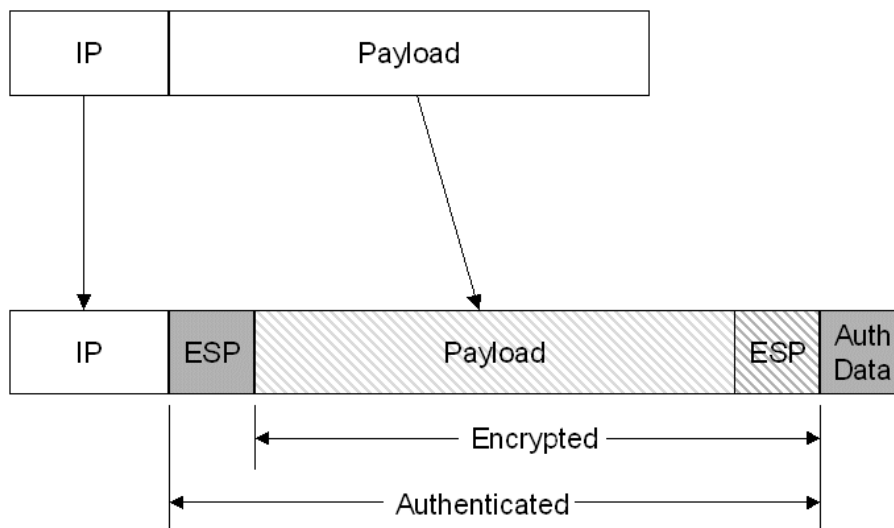 IP Payload
IP ESP Payload ESP Auth
Data
Encrypted
Authenticated